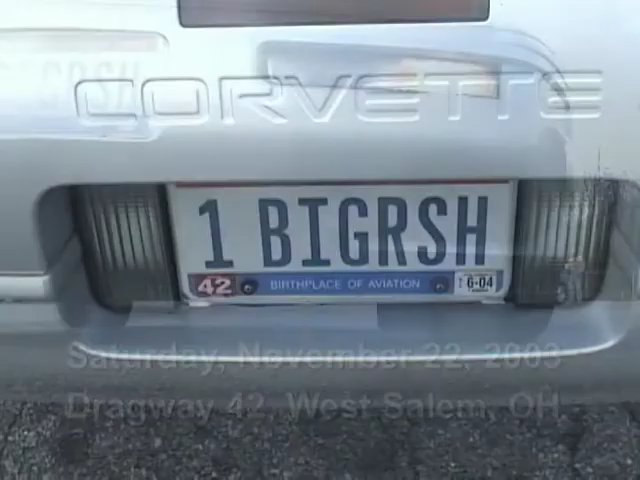 CORVETTE
1 BIGRSH
42 BIRTHPLACE OF AVIATION 6-04
Saturday, November 22, 2003
Dragway 42, West Salem, OH